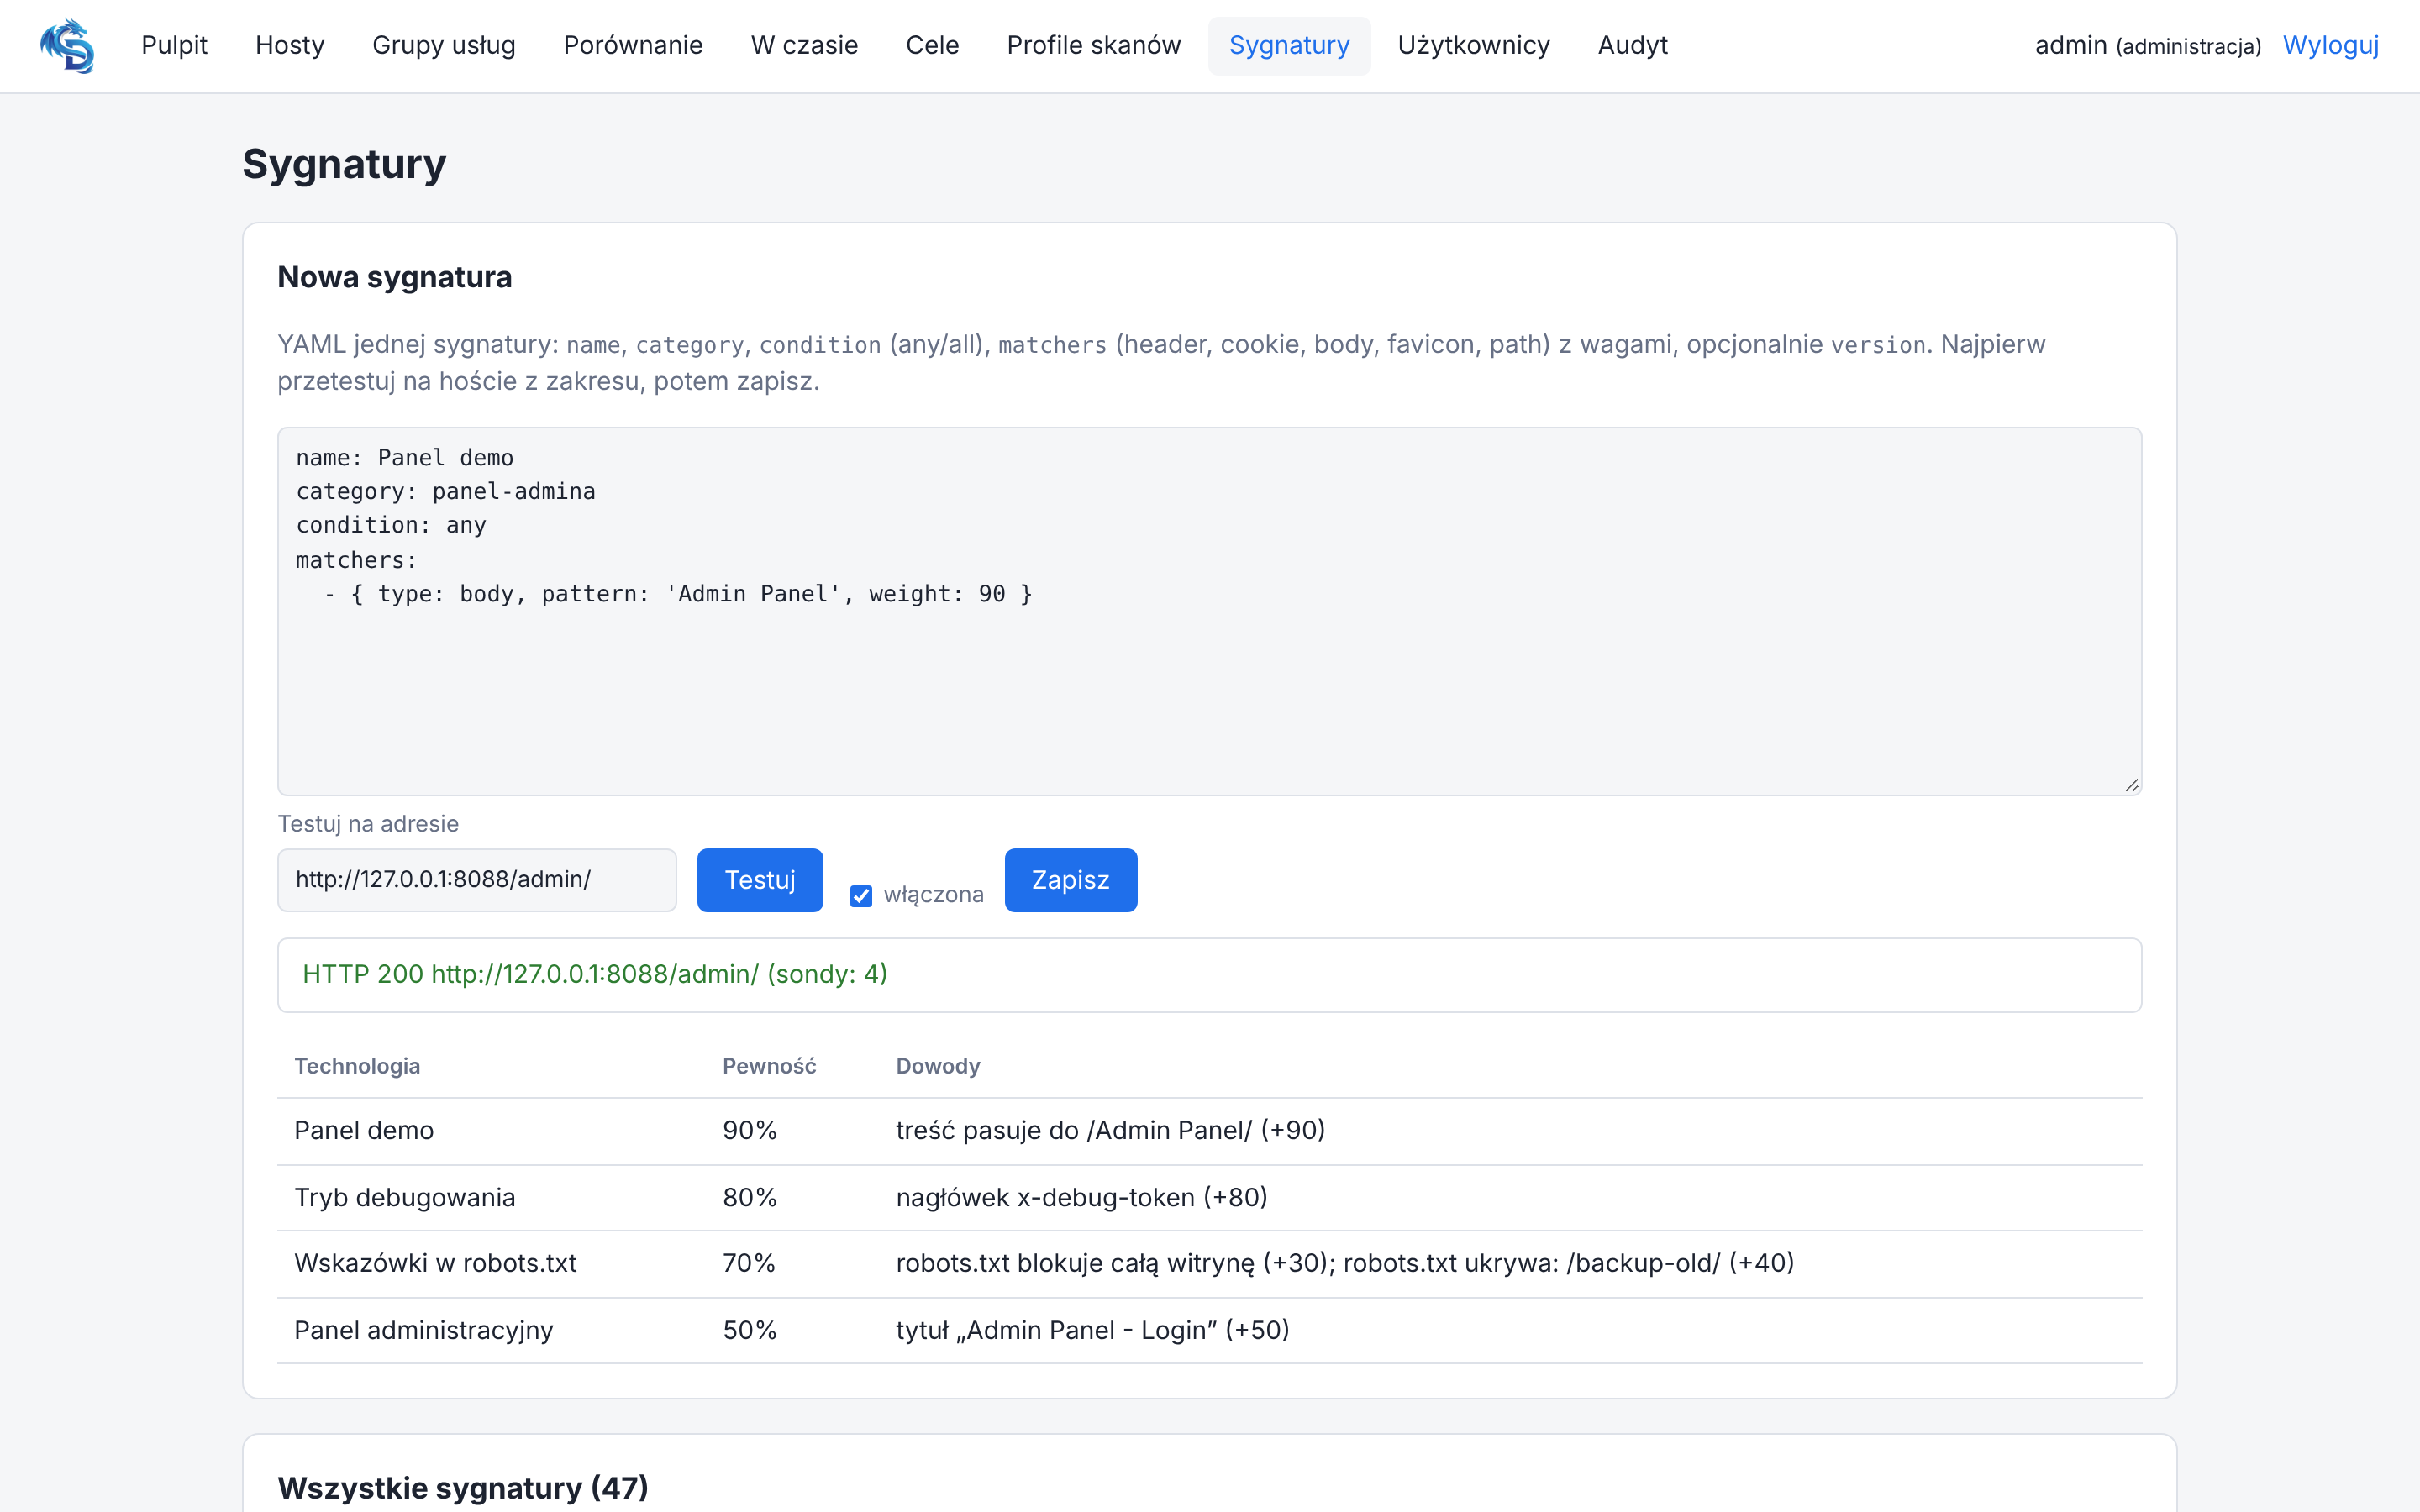 Pulpit Hosty Grupy usług Porównanie W czasie Cele Profile skanów Sygnatury Użytkownicy Audyt admin (administracja) Wyloguj
Sygnatury
Nowa sygnatura
YAML jednej sygnatury: name, category, condition (any/all), matchers (header, cookie, body, favicon, path) z wagami, opcjonalnie version. Najpierw
przetestuj na hoście z zakresu, potem zapisz.
name: Panel demo
category: panel-admina
condition: any
matchers:
  - { type: body, pattern: 'Admin Panel', weight: 90 }
Testuj na adresie
http://127.0.0.1:8088/admin/ Testuj włączona Zapisz
HTTP 200 http://127.0.0.1:8088/admin/ (sondy: 4)
Technologia Pewność Dowody
Panel demo 90% treść pasuje do /Admin Panel/ (+90)
Tryb debugowania 80% nagłówek x-debug-token (+80)
Wskazówki w robots.txt 70% robots.txt blokuje całą witrynę (+30); robots.txt ukrywa: /backup-old/ (+40)
Panel administracyjny 50% tytuł „Admin Panel - Login” (+50)
Wszystkie sygnatury (47)